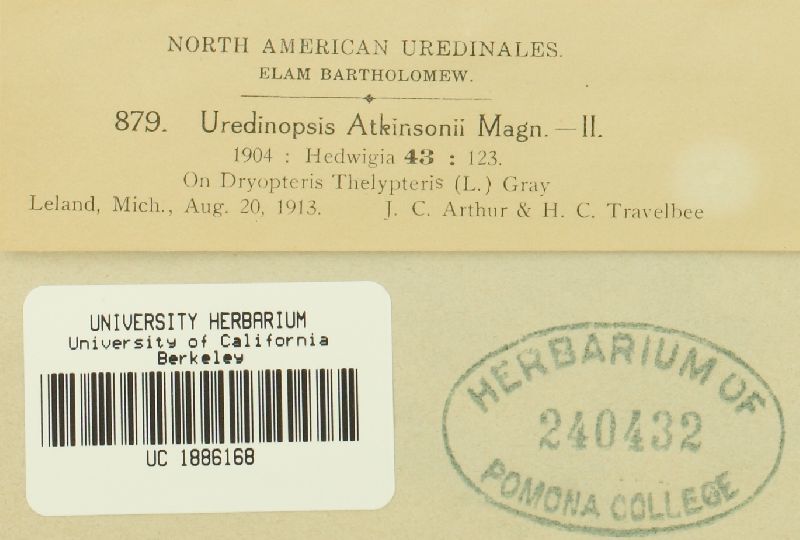 NORTH AMERICAN UREDINALES.
ELAM BARTHOLOMEW.
879. Uredinopsis Atkinsonii Magn. — II.
1904 : Hedwigia 43 : 123.
On Dryopteris Thelypteris (L.) Gray
Leland, Mich., Aug. 20, 1913. J. C. Arthur & H. C. Travelbee
UNIVERSITY HERBARIUM
University of California
Berkeley
UC 1886168
HERBARIUM OF
240432
POMONA COLLEGE